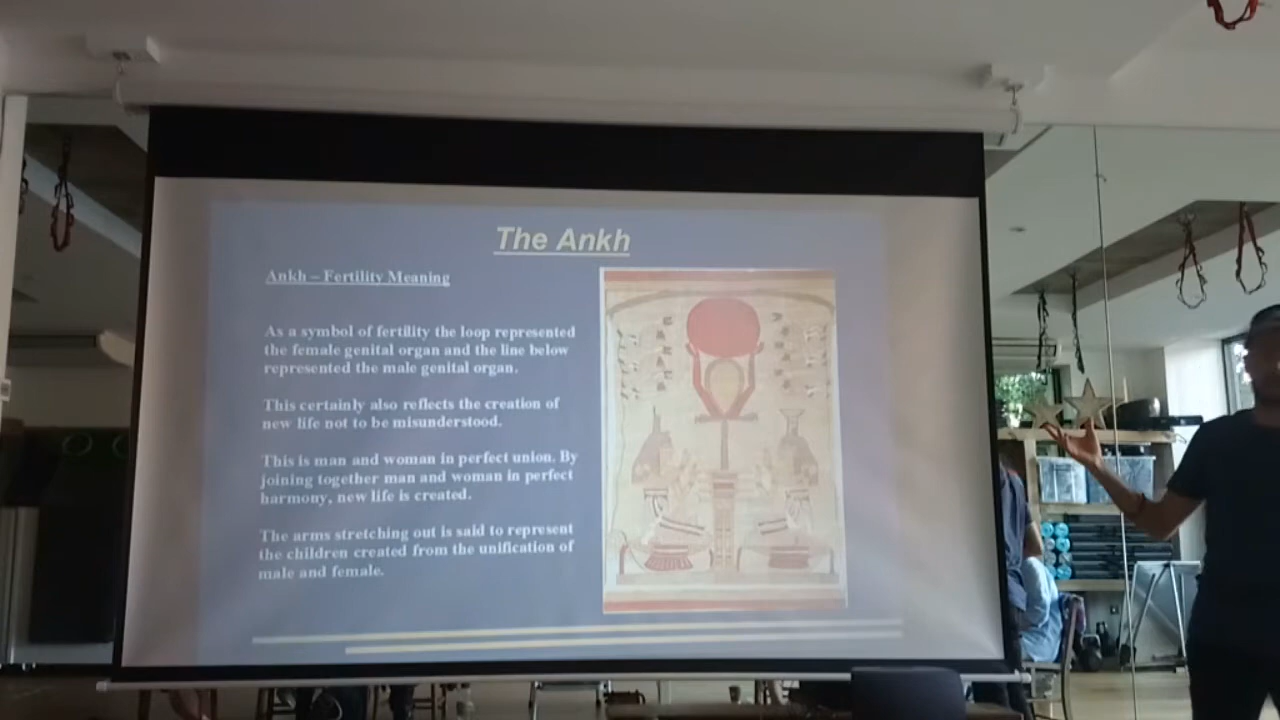 The Ankh
Ankh – Fertility Meaning
As a symbol of fertility the loop represented
the female genital organ and the line below
represented the male genital organ.
This certainly also reflects the creation of
new life not to be misunderstood.
This is man and woman in perfect union. By
joining together man and woman in perfect
harmony, new life is created.
The arms stretching out is said to represent
the children created from the unification of
male and female.